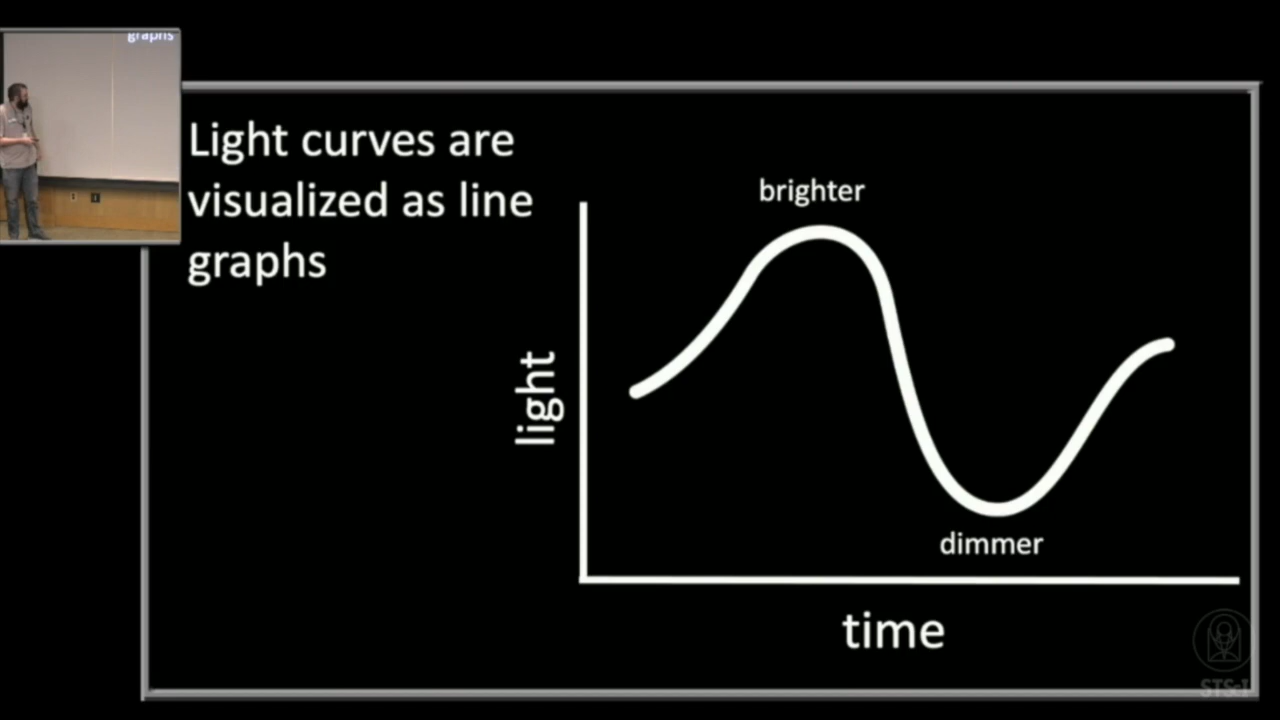 graphs
Light curves are
visualized as line
graphs
brighter
light
dimmer
time
STScI